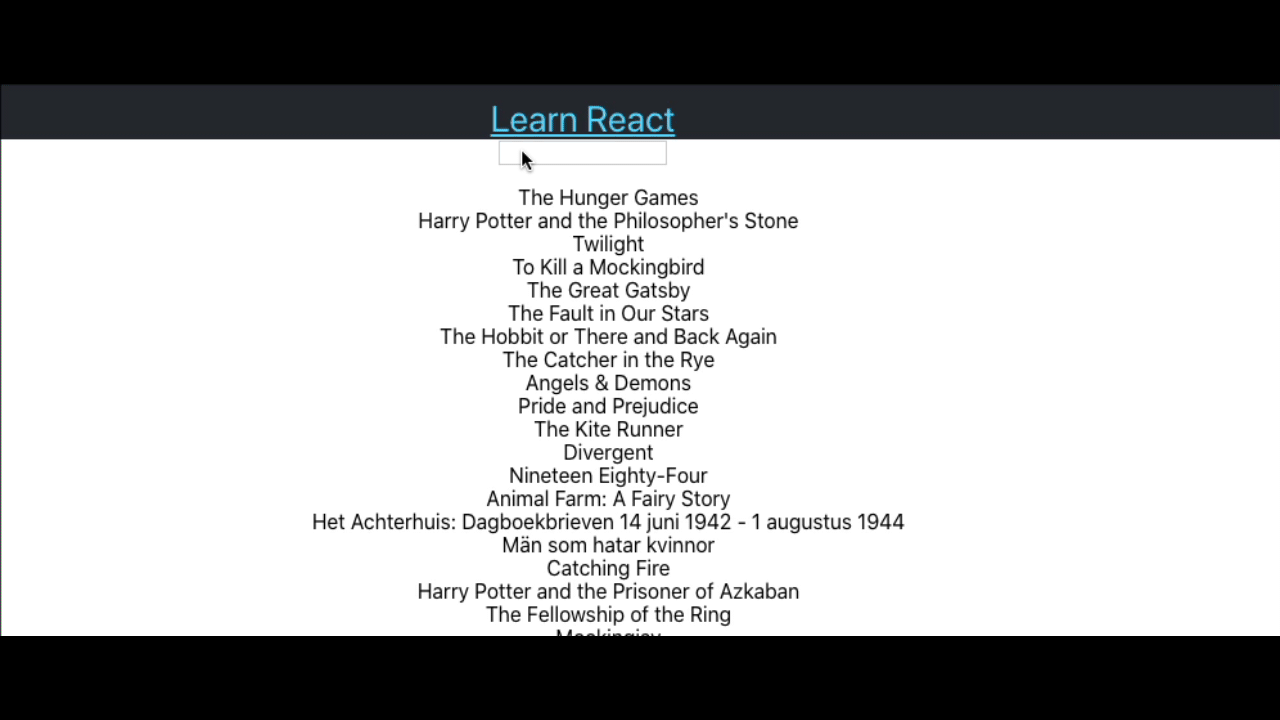 Learn React
The Hunger Games
Harry Potter and the Philosopher's Stone
Twilight
To Kill a Mockingbird
The Great Gatsby
The Fault in Our Stars
The Hobbit or There and Back Again
The Catcher in the Rye
Angels & Demons
Pride and Prejudice
The Kite Runner
Divergent
Nineteen Eighty-Four
Animal Farm: A Fairy Story
Het Achterhuis: Dagboekbrieven 14 juni 1942 - 1 augustus 1944
Män som hatar kvinnor
Catching Fire
Harry Potter and the Prisoner of Azkaban
The Fellowship of the Ring